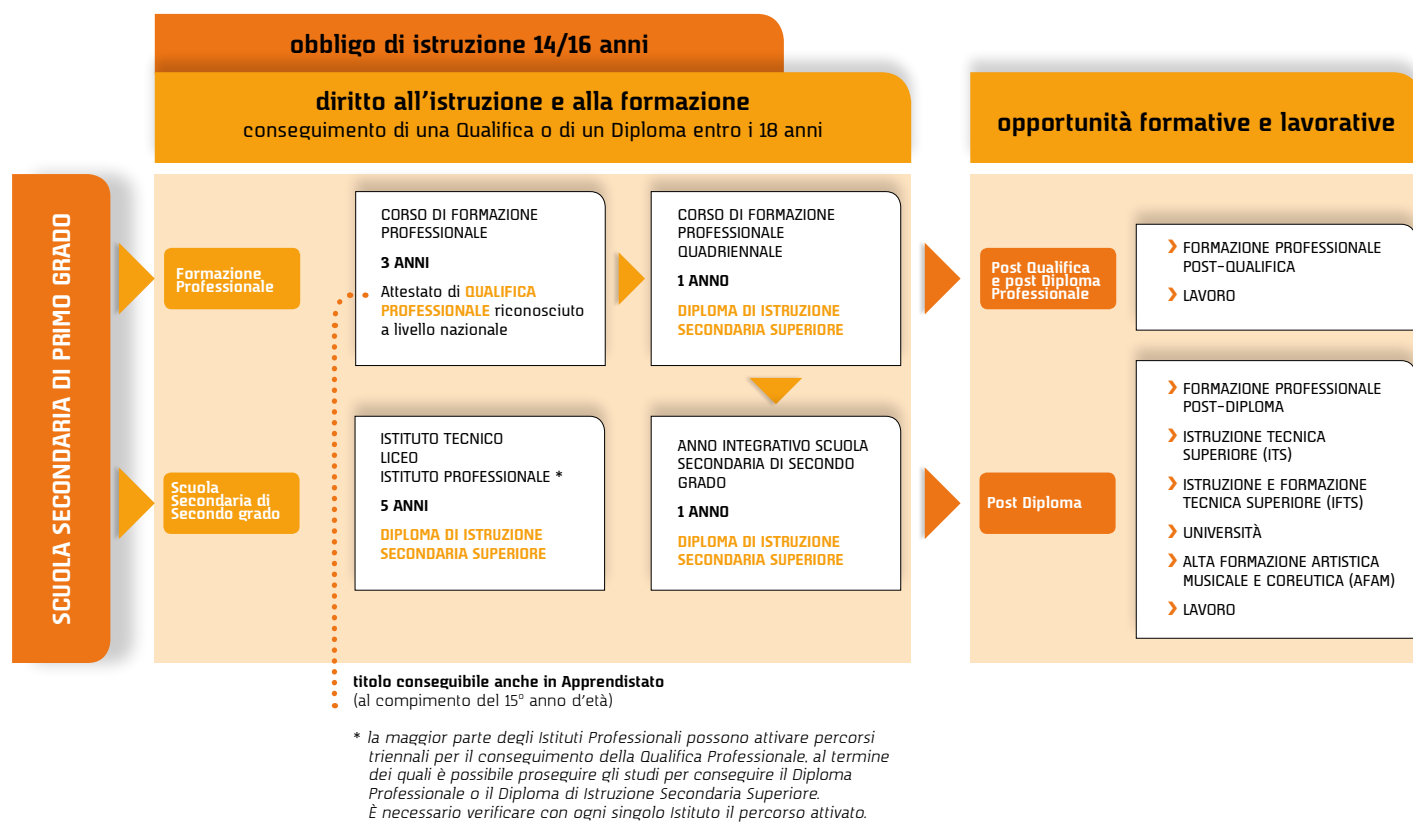 obbligo di istruzione 14/16 anni
diritto all'istruzione e alla formazione
conseguimento di una Qualifica o di un Diploma entro i 18 anni
opportunità formative e lavorative
SCUOLA SECONDARIA DI PRIMO GRADO
Formazione
Professionale
CORSO DI FORMAZIONE
PROFESSIONALE
3 ANNI
Attestato di QUALIFICA
PROFESSIONALE riconosciuto
a livello nazionale
CORSO DI FORMAZIONE
PROFESSIONALE
QUADRIENNALE
1 ANNO
DIPLOMA DI ISTRUZIONE
SECONDARIA SUPERIORE
Post Qualifica
e post Diploma
Professionale
❯ FORMAZIONE PROFESSIONALE
POST-QUALIFICA
❯ LAVORO
Scuola
Secondaria di
Secondo grado
ISTITUTO TECNICO
LICEO
ISTITUTO PROFESSIONALE *
5 ANNI
DIPLOMA DI ISTRUZIONE
SECONDARIA SUPERIORE
ANNO INTEGRATIVO SCUOLA
SECONDARIA DI SECONDO
GRADO
1 ANNO
DIPLOMA DI ISTRUZIONE
SECONDARIA SUPERIORE
Post Diploma
❯ FORMAZIONE PROFESSIONALE
POST-DIPLOMA
❯ ISTRUZIONE TECNICA
SUPERIORE (ITS)
❯ ISTRUZIONE E FORMAZIONE
TECNICA SUPERIORE (IFTS)
❯ UNIVERSITÀ
❯ ALTA FORMAZIONE ARTISTICA
MUSICALE E COREUTICA (AFAM)
❯ LAVORO
titolo conseguibile anche in Apprendistato
(al compimento del 15° anno d'età)
* la maggior parte degli Istituti Professionali possono attivare percorsi
triennali per il conseguimento della Qualifica Professionale, al termine
dei quali è possibile proseguire gli studi per conseguire il Diploma
Professionale o il Diploma di Istruzione Secondaria Superiore.
È necessario verificare con ogni singolo Istituto il percorso attivato.